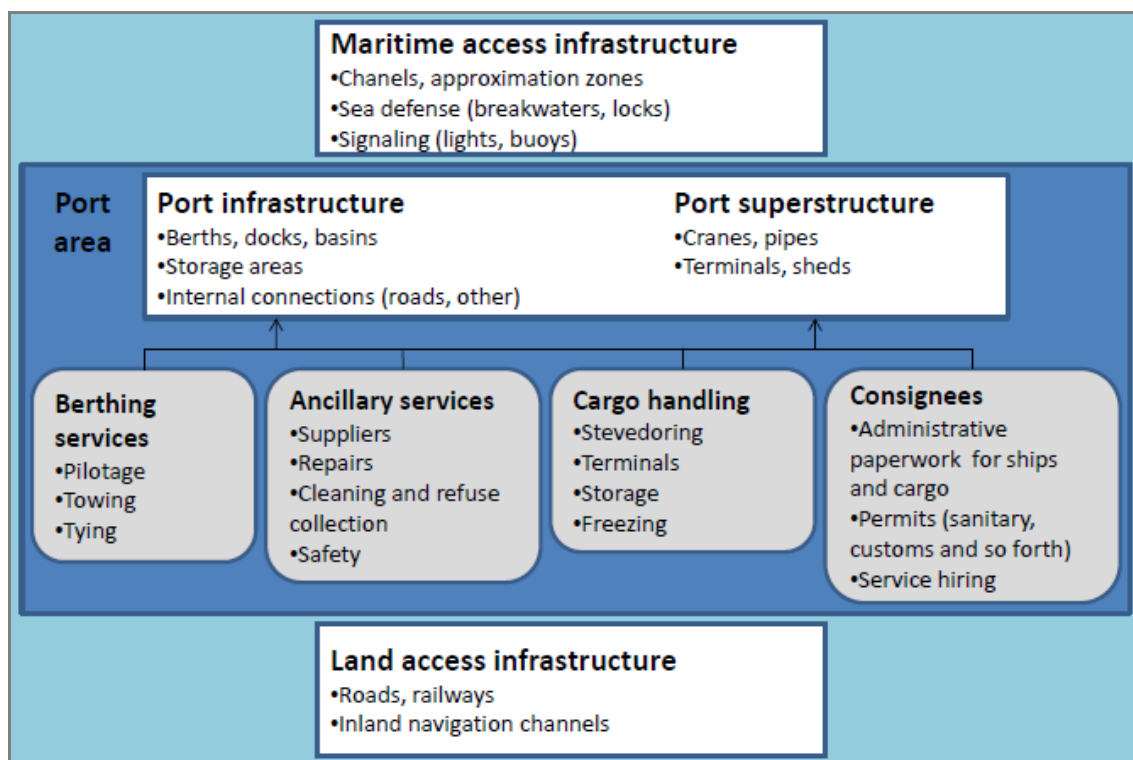 Maritime access infrastructure
•Chanels, approximation zones
•Sea defense (breakwaters, locks)
•Signaling (lights, buoys)
Port
area
Port infrastructure
•Berths, docks, basins
•Storage areas
•Internal connections (roads, other)
Port superstructure
•Cranes, pipes
•Terminals, sheds
Berthing
services
•Pilotage
•Towing
•Tying
Ancillary services
•Suppliers
•Repairs
•Cleaning and refuse
collection
•Safety
Cargo handling
•Stevedoring
•Terminals
•Storage
•Freezing
Consignees
•Administrative
paperwork for ships
and cargo
•Permits (sanitary,
customs and so forth)
•Service hiring
Land access infrastructure
•Roads, railways
•Inland navigation channels